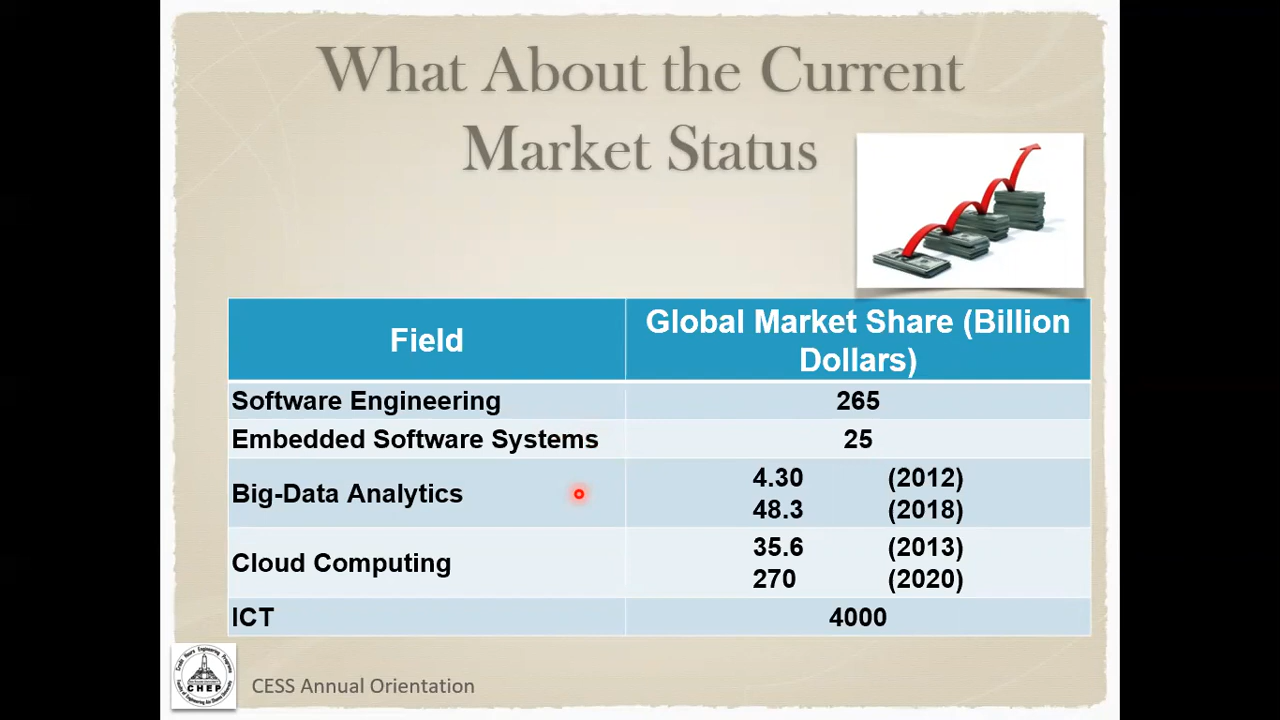 What About the Current
Market Status
Field
Global Market Share (Billion
Dollars)
Software Engineering 265
Embedded Software Systems 25
Big-Data Analytics
4.30 (2012)
48.3 (2018)
Cloud Computing
35.6 (2013)
270 (2020)
ICT 4000
CHEP
CESS Annual Orientation